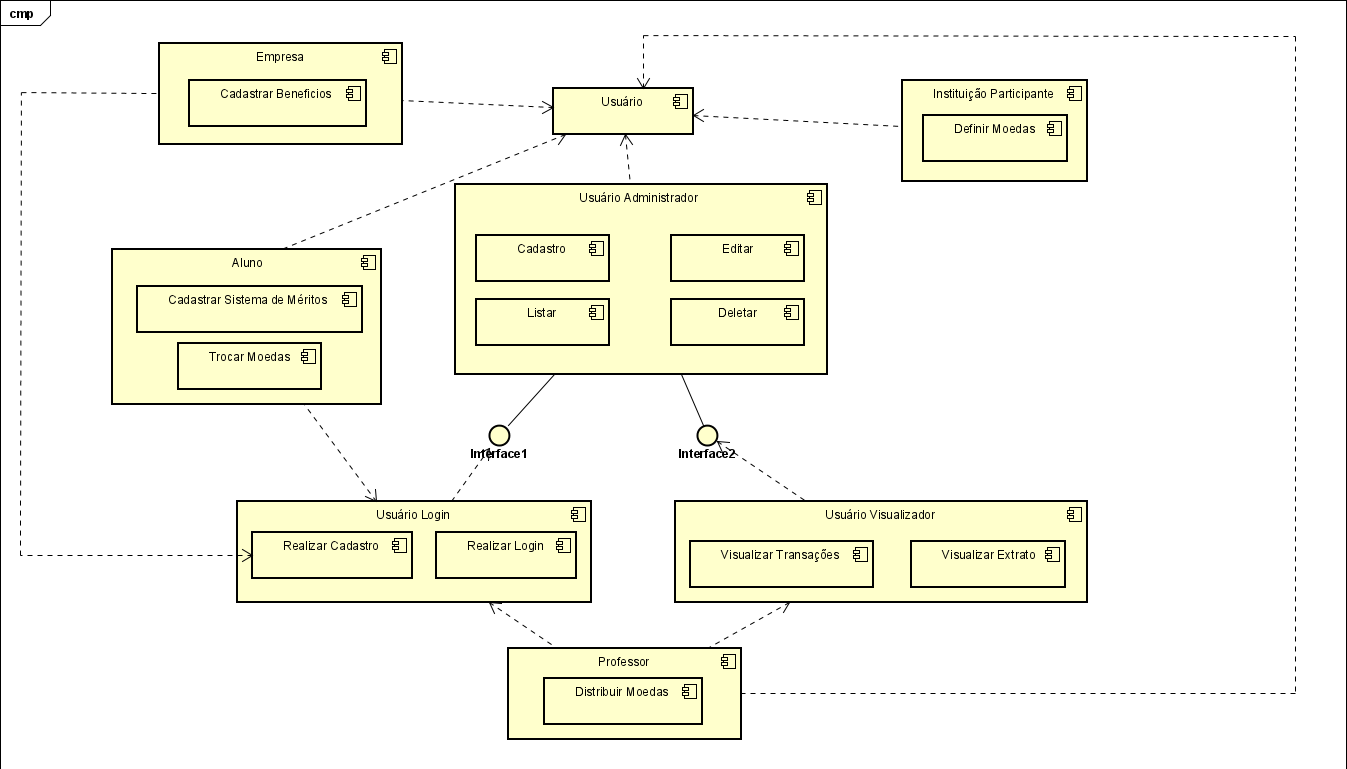 cmp
Empresa
Cadastrar Beneficios
Usuário
Instituição Participante
Definir Moedas
Usuário Administrador
Cadastro
Editar
Listar
Deletar
Aluno
Cadastrar Sistema de Méritos
Trocar Moedas
Interface1
Interface2
Usuário Login
Realizar Cadastro
Realizar Login
Usuário Visualizador
Visualizar Transações
Visualizar Extrato
Professor
Distribuir Moedas